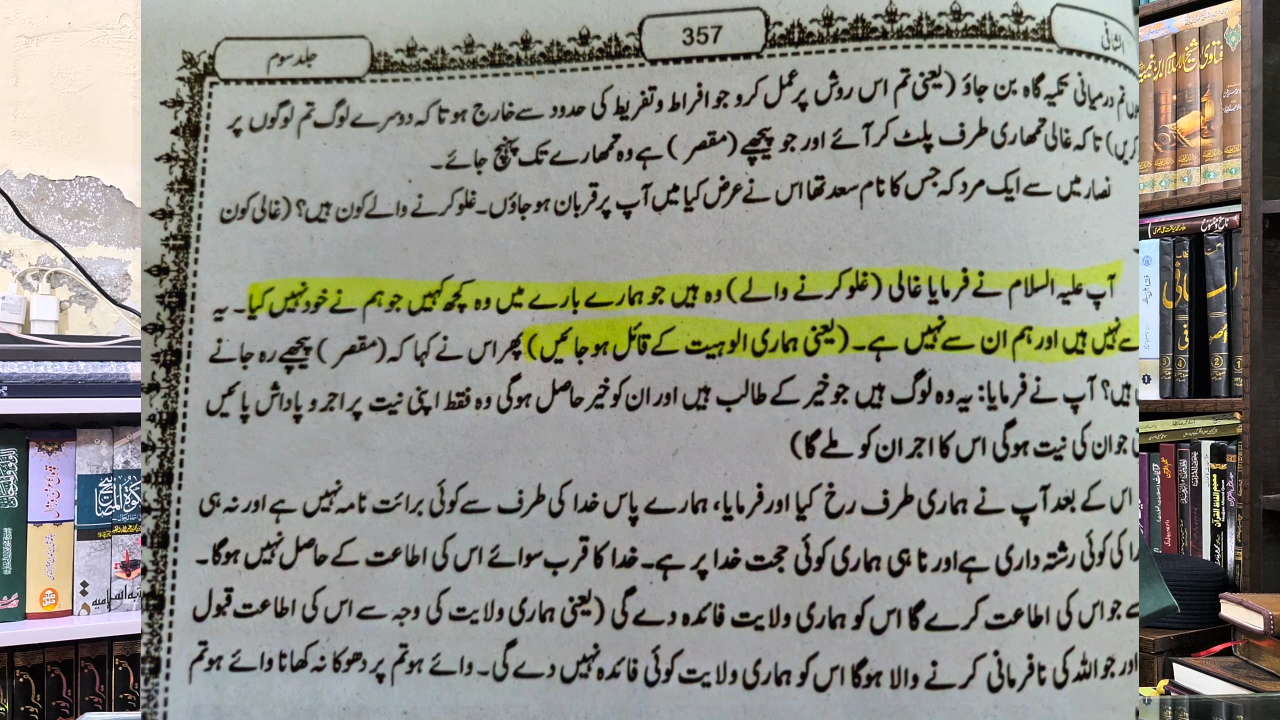 الشافی
357
جلد سوم
تم درمیانی تکیہ گاہ بن جاؤ (یعنی تم اس روش پر عمل کرو جو افراط و تفریط کی حدود سے خارج ہو تا کہ دوسرے لوگ تم لوگوں پر
کریں) تا کہ غالی تمھاری طرف پلٹ کر آئے اور جو پیچھے (مقصر) ہے وہ تمھارے تک پہنچ جائے۔
نصار میں سے ایک مرد کہ جس کا نام سعد تھا اس نے عرض کیا میں آپ پر قربان ہو جاؤں۔ غلو کرنے والے کون ہیں؟ (غالی کون
آپ علیہ السلام نے فرمایا غالی (غلو کرنے والے) وہ ہیں جو ہمارے بارے میں وہ کچھ کہیں جو ہم نے خود نہیں کیا۔ یہ
سے نہیں ہیں اور ہم ان سے نہیں ہے۔ (یعنی ہماری الوہیت کے قائل ہو جائیں) پھر اس نے کہا کہ (مقصر) پیچھے رہ جانے
ہیں؟ آپ نے فرمایا: یہ وہ لوگ ہیں جو خیر کے طالب ہیں اور ان کو خیر حاصل ہوگی وہ فقط اپنی نیت پر اجر و پاداش پائیں
جو ان کی نیت ہوگی اس کا اجر ان کو ملے گا)
اس کے بعد آپ نے ہماری طرف رخ کیا اور فرمایا، ہمارے پاس خدا کی طرف سے کوئی برائت نامہ نہیں ہے اور نہ ہی
کی کوئی رشتہ داری ہے اور نا ہی ہماری کوئی حجت خدا پر ہے۔ خدا کا قرب سوائے اس کی اطاعت کے حاصل نہیں ہوگا۔
جو اس کی اطاعت کرے گا اس کو ہماری ولایت فائدہ دے گی (یعنی ہماری ولایت کی وجہ سے اس کی اطاعت قبول
اور جو اللہ کی نافرمانی کرنے والا ہوگا اس کو ہماری ولایت کوئی فائدہ نہیں دے گی۔ وائے ہو تم پر دھوکا نہ کھانا وائے ہو تم